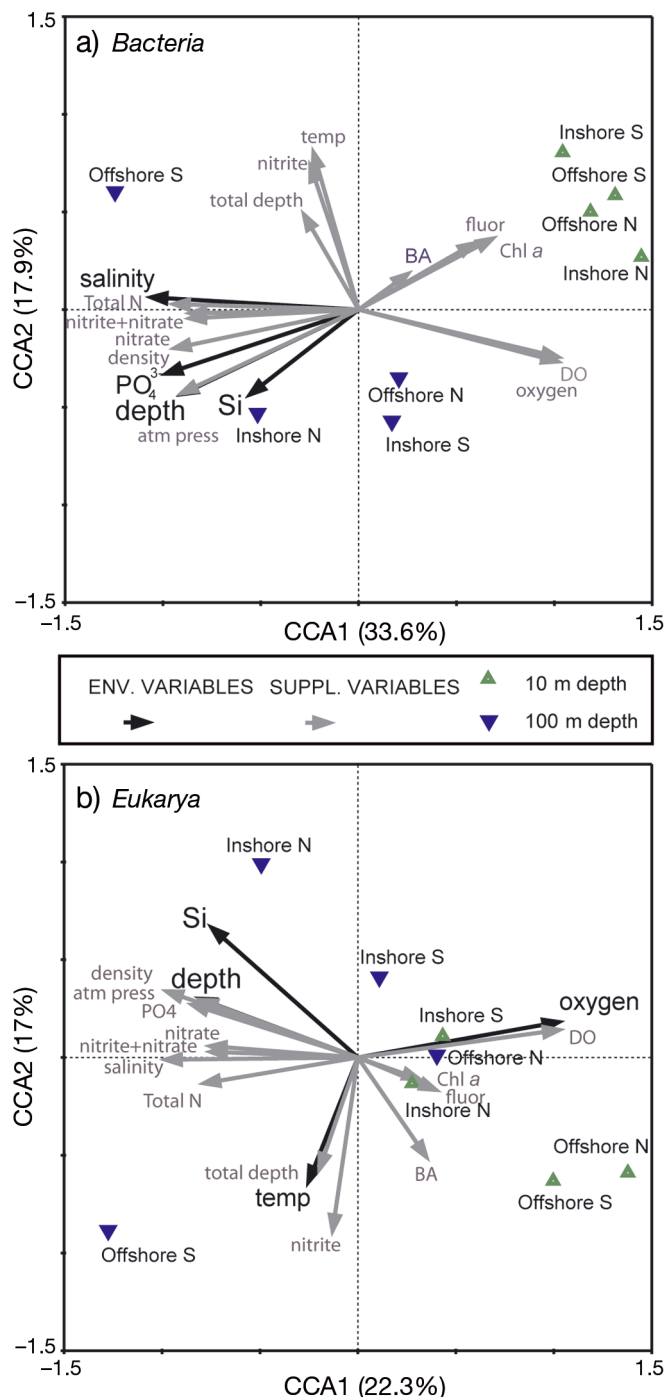 1.5
a) Bacteria
temp
nitrite
Inshore S
Offshore S
Offshore S
total depth
Offshore N
fluor
BA
Chl a
Inshore N
salinity
Total N
nitrite+nitrate
nitrate
density
PO4 3
depth
Si
atm press
Inshore N
Offshore N
Inshore S
DO
oxygen
CCA2 (17.9%)
−1.5
−1.5
1.5
CCA1 (33.6%)
ENV. VARIABLES SUPPL. VARIABLES 10 m depth
100 m depth
1.5
b) Eukarya
Inshore N
Si
Inshore S
density
depth
atm press
PO4
oxygen
Inshore S
nitrate
DO
nitrite+nitrate
Offshore N
salinity
Chl a
fluor
Total N
Inshore N
Offshore N
total depth
BA
temp
Offshore S
nitrite
Offshore S
CCA2 (17%)
−1.5
−1.5
1.5
CCA1 (22.3%)